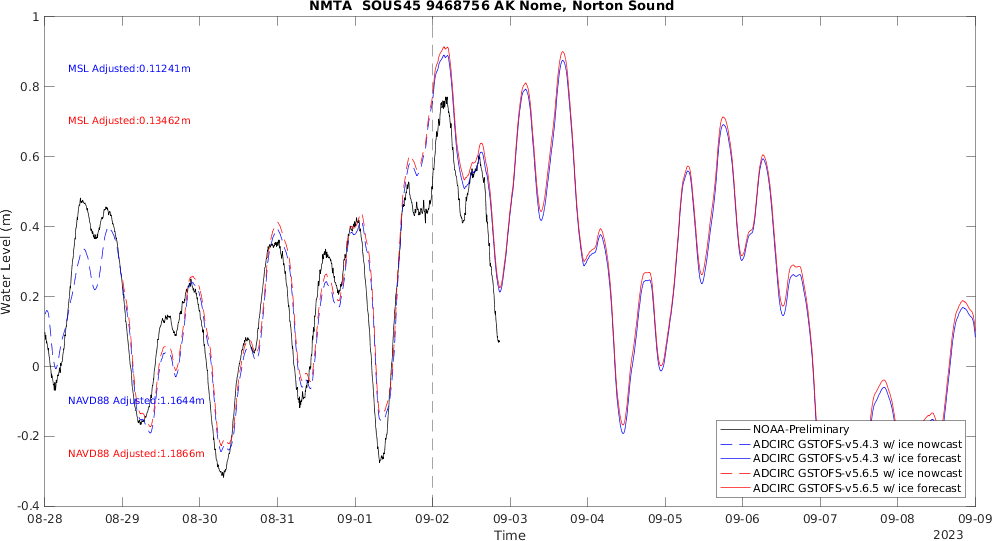 NMTA SOUS45 9468756 AK Nome, Norton Sound
1
MSL Adjusted:0.11241m
0.8
MSL Adjusted:0.13462m
0.6
0.4
Water Level (m)
0.2
0
NAVD88 Adjusted:1.1644m
-0.2
NAVD88 Adjusted:1.1866m
-0.4
NOAA-Preliminary
ADCIRC GSTOFS-v5.4.3 w/ ice nowcast
ADCIRC GSTOFS-v5.4.3 w/ ice forecast
ADCIRC GSTOFS-v5.6.5 w/ ice nowcast
ADCIRC GSTOFS-v5.6.5 w/ ice forecast
08-28 08-29 08-30 08-31 09-01 09-02 09-03 09-04 09-05 09-06 09-07 09-08 09-09
Time
2023